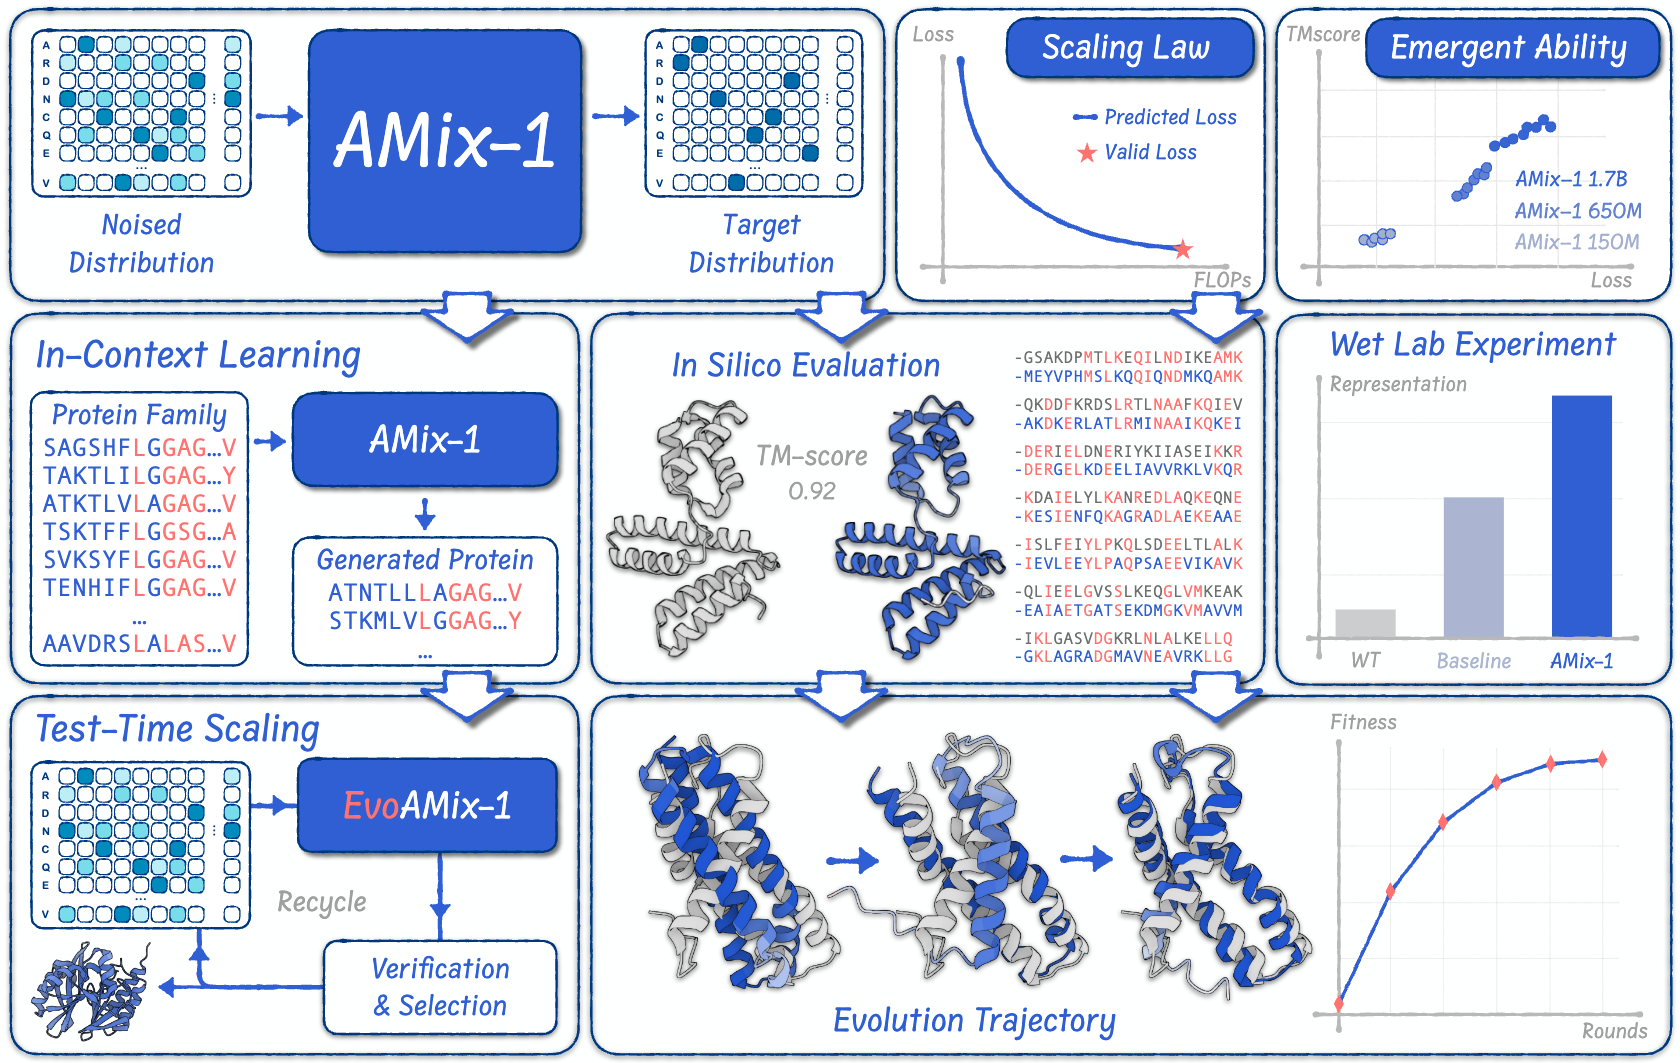 A
R
D
N
C
Q
E
...
V
Noised
Distribution
AMix-1
A
R
D
N
C
Q
E
...
V
Target
Distribution
Loss
Scaling Law
Predicted Loss
Valid Loss
FLOPs
TMscore
Emergent Ability
AMix-1 1.7B
AMix-1 650M
AMix-1 150M
Loss
In-Context Learning
Protein Family
SAGSHFLGGAG...V
TAKTLILGGAG...Y
ATKTLVLAGAG...V
TSKTFFLGGSG...A
SVKSYFLGGAG...V
TENHIFLGGAG...V
...
AAVDRSLALAS...V
AMix-1
Generated Protein
ATNTLLLAGAG...V
STKMLVLGGAG...Y
...
In Silico Evaluation
TM-score
0.92
-GSAKDPMTLKEQILNDIKEAMK
-MEYVPHMSLKQQIQNDMKQAMK
-QKDDFKRDSLRTLNAAFKQIEV
-AKDKERLATLRMINAAIKQKEI
-DERIELDNERIYKIIASEIKKR
-DERGELKDEELIAVVRKLVKQR
-KDAIELYLKANREDLAQKEQNE
-KESIENFQKAGRADLAEKEAAE
-ISLFEIYLPKQLSDEELTLALK
-IEVLEEYLPAQPSAEEVIKAVK
-QLIEELGVSSLKEQGLVMKEAK
-EAIAETGATSEKDMGKVMAVVM
-IKLGASVDGKRLNLALKELLQ
-GKLAGRADGMAVNEAVRKLLG
Wet Lab Experiment
Representation
WT
Baseline
AMix-1
Test-Time Scaling
A
R
D
N
C
Q
E
...
V
EvoAMix-1
Recycle
Verification
& Selection
Evolution Trajectory
Fitness
Rounds